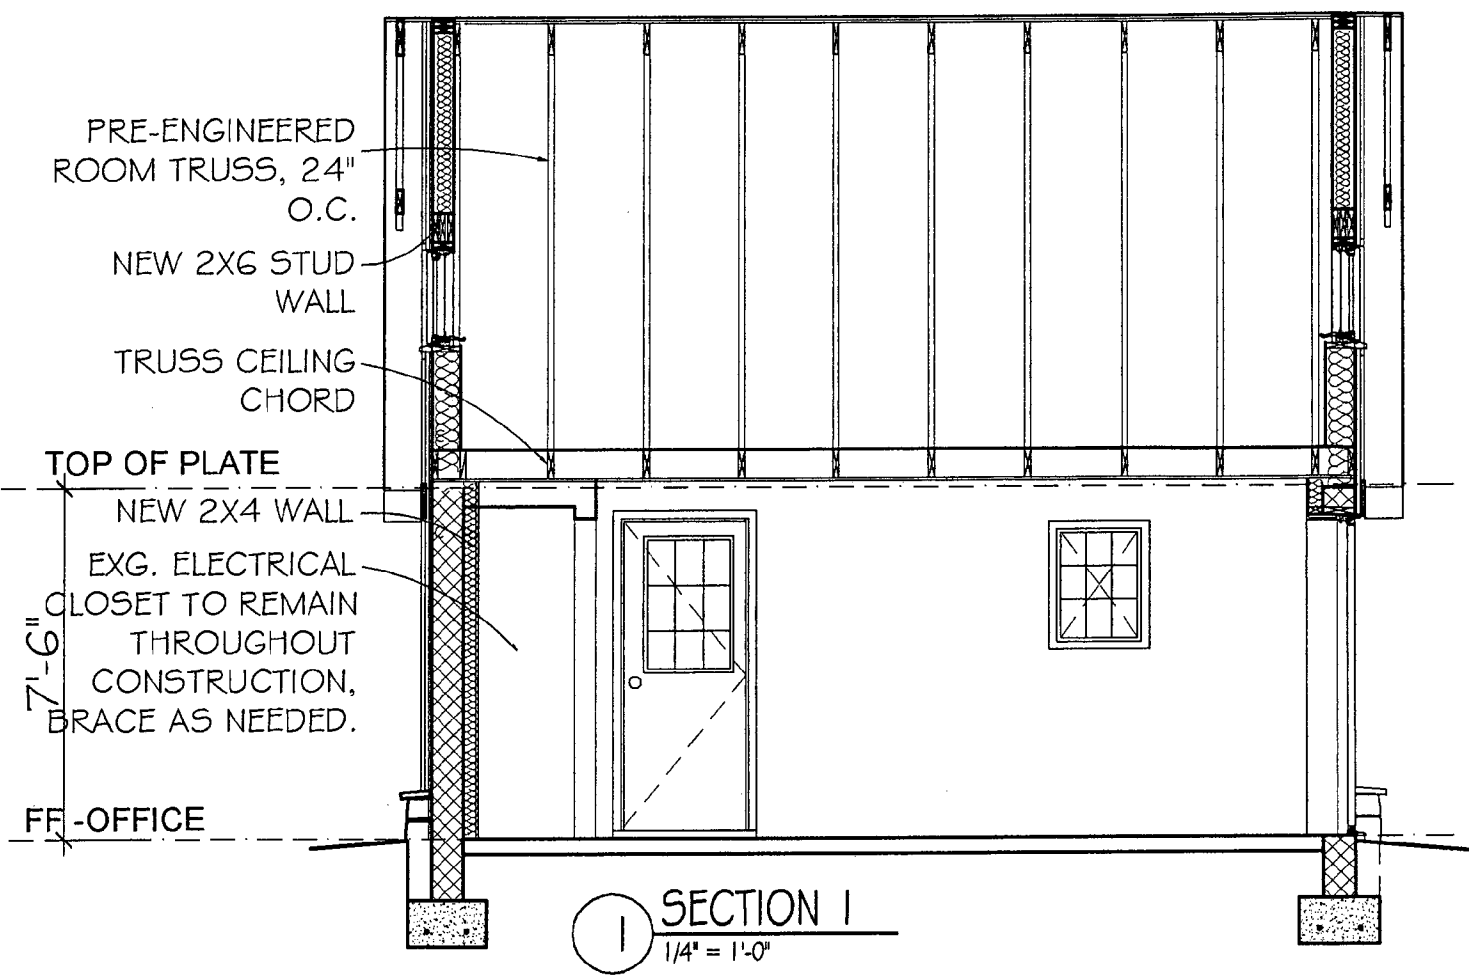 PRE-ENGINEERED
ROOM TRUSS, 24"
O.C.
NEW 2X6 STUD
WALL
TRUSS CEILING
CHORD
TOP OF PLATE
NEW 2X4 WALL
EXG. ELECTRICAL
CLOSET TO REMAIN
THROUGHOUT
CONSTRUCTION,
BRACE AS NEEDED.
7'-6"
FF -OFFICE
1 SECTION 1
1/4" = 1'-0"